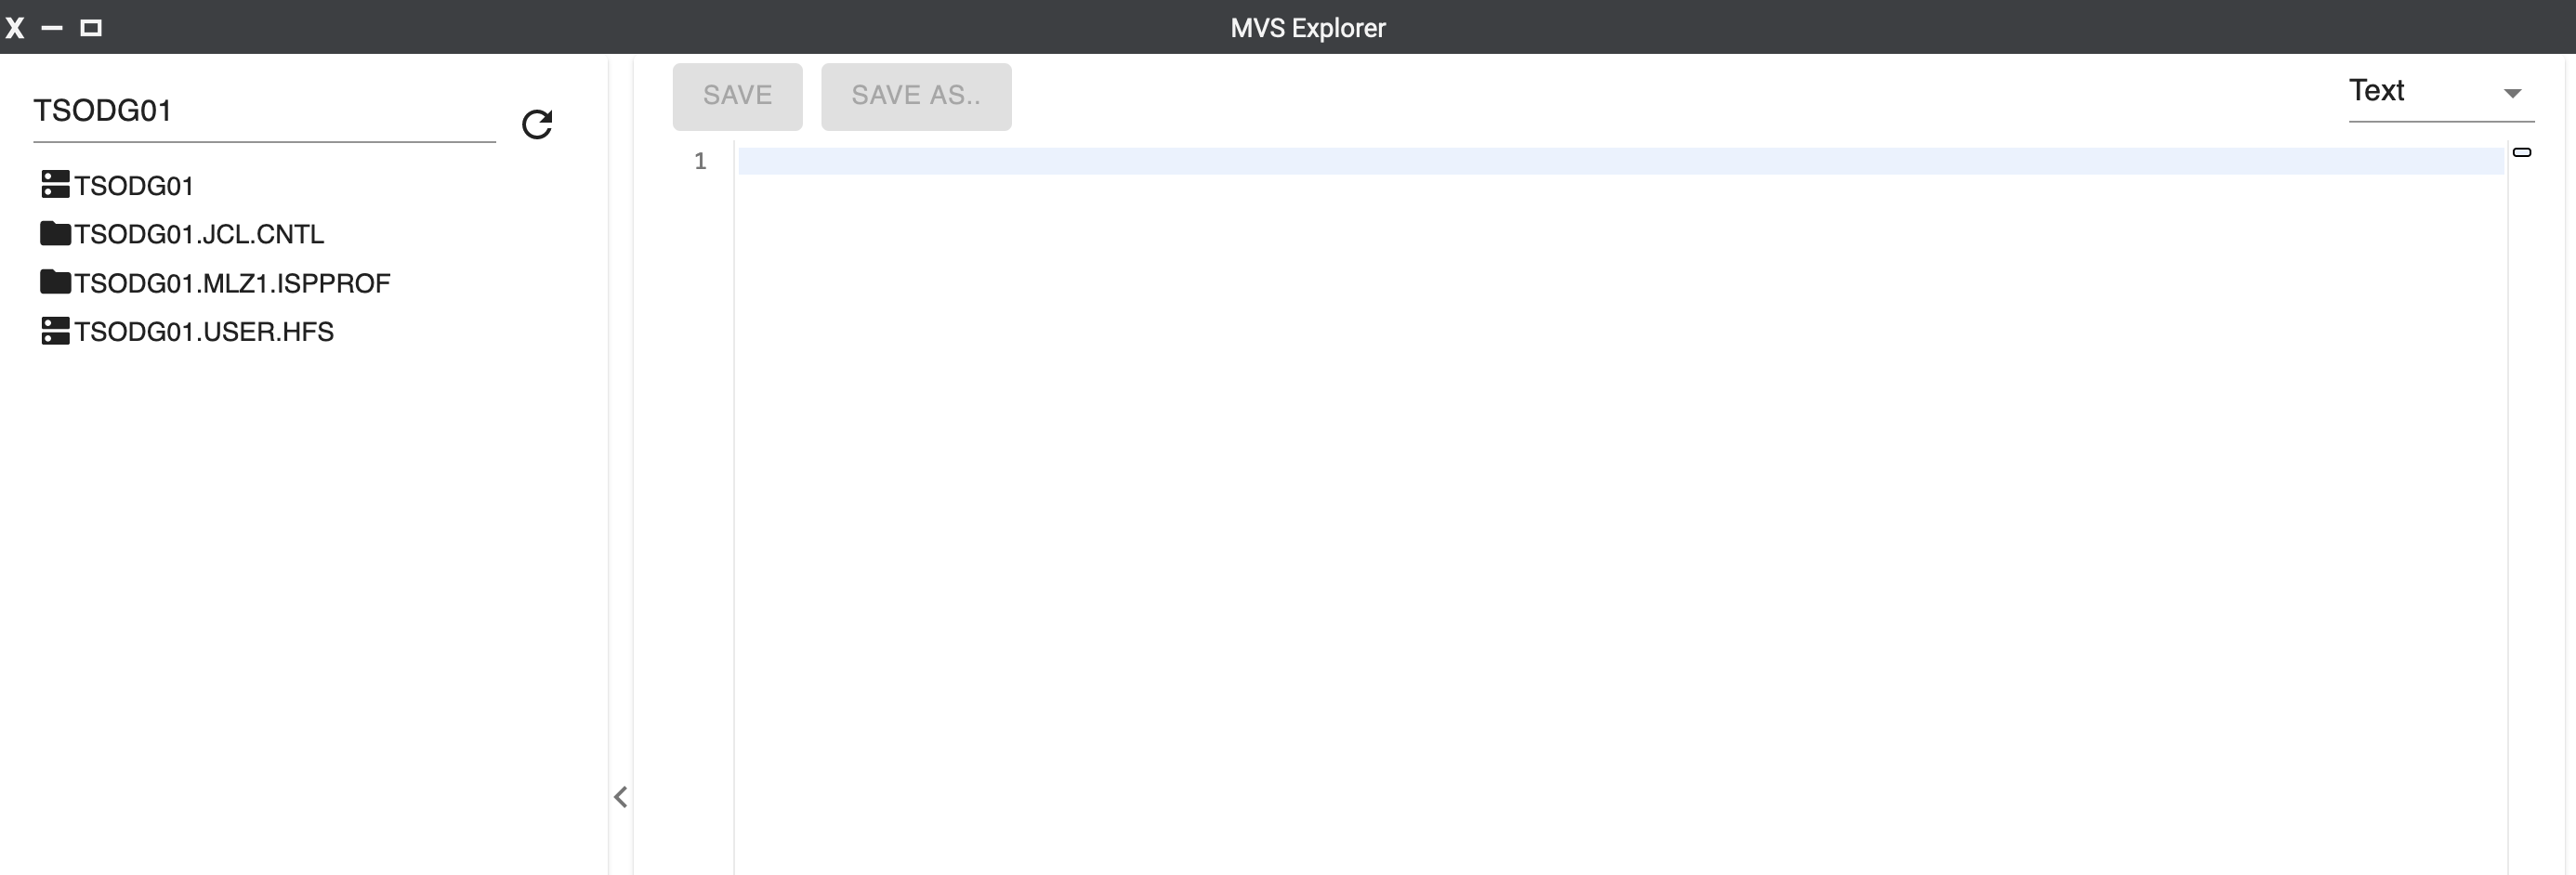 X MVS Explorer
TSODG01
SAVE SAVE AS.. Text
TSODG01
TSODG01.JCL.CNTL
TSODG01.MLZ1.ISPPROF
TSODG01.USER.HFS
1